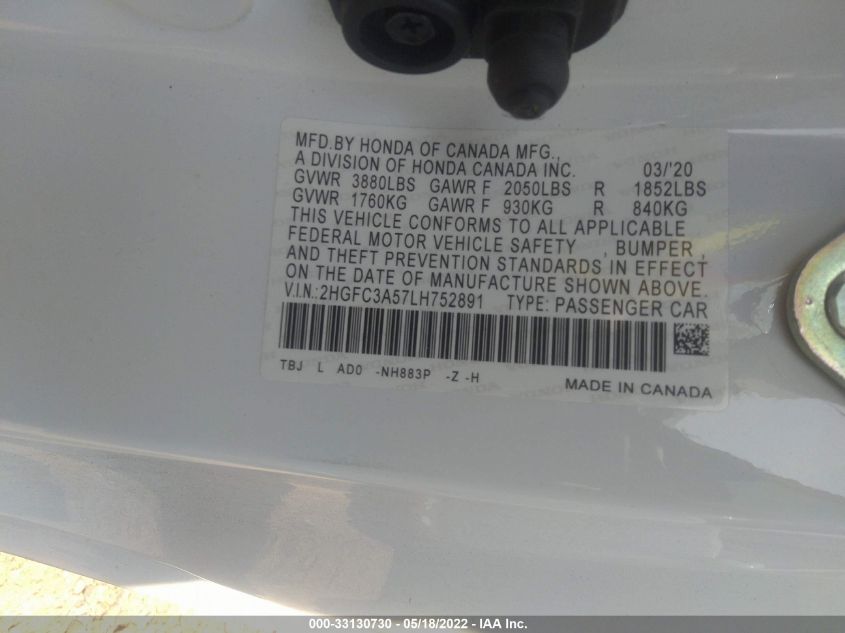 MFD.BY HONDA OF CANADA MFG.,
A DIVISION OF HONDA CANADA INC. 03/'20
GVWR 3880LBS GAWR F 2050LBS R 1852LBS
GVWR 1760KG GAWR F 930KG R 840KG
THIS VEHICLE CONFORMS TO ALL APPLICABLE
FEDERAL MOTOR VEHICLE SAFETY , BUMPER ,
AND THEFT PREVENTION STANDARDS IN EFFECT
ON THE DATE OF MANUFACTURE SHOWN ABOVE.
V.I.N.:2HGFC3A57LH752891 TYPE: PASSENGER CAR
TBJ L AD0 -NH883P -Z -H
MADE IN CANADA
000-33130730 - 05/18/2022 - IAA Inc.